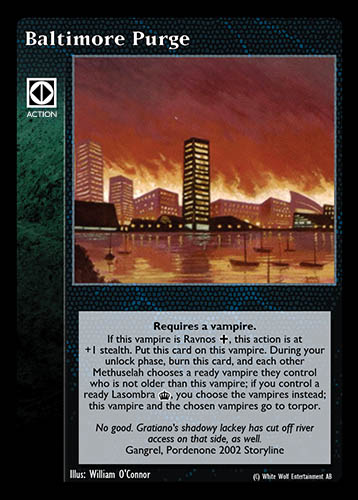 Baltimore Purge
ACTION
Requires a vampire.
If this vampire is Ravnos, this action is at
+1 stealth. Put this card on this vampire. During your
unlock phase, burn this card, and each other
Methuselah chooses a ready vampire they control
who is not older than this vampire; if you control a
ready Lasombra, you choose the vampires instead;
this vampire and the chosen vampires go to torpor.
No good. Gratiano's shadowy lackey has cut off river
access on that side, as well.
Gangrel, Pordenone 2002 Storyline
Illus: William O'Connor
(C) White Wolf Entertainment AB